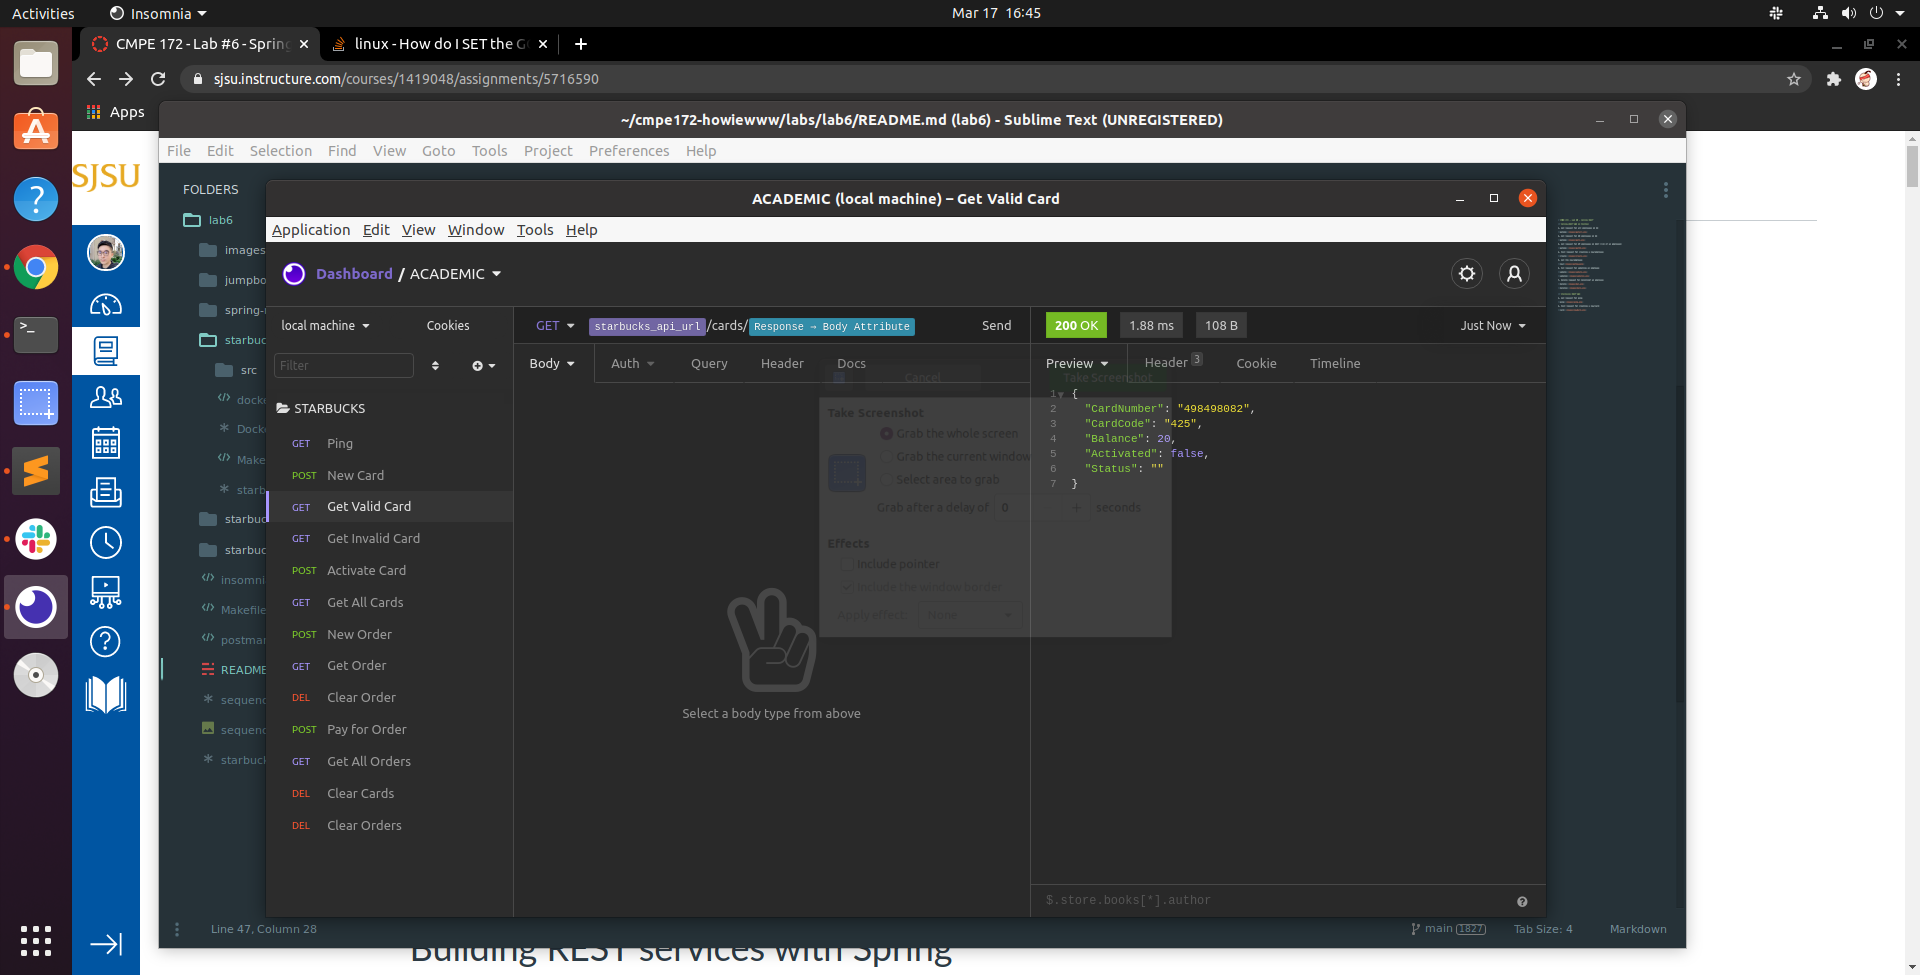 Activities
Insomnia
Mar 17 16:45
CMPE 172 - Lab #6 - Spring
linux - How do I SET the G
sjsu.instructure.com/courses/1419048/assignments/5716590
Apps
~/cmpe172-howiewww/labs/lab6/README.md (lab6) - Sublime Text (UNREGISTERED)
File Edit Selection Find View Goto Tools Project Preferences Help
SJSU
FOLDERS
lab6
images
jumpbo
spring-
starbuc
src
docke
Docke
Make
starb
starbuc
starbuc
insomni
Makefile
postmar
README
sequenc
sequenc
starbuck
ACADEMIC (local machine) – Get Valid Card
Application Edit View Window Tools Help
Dashboard / ACADEMIC
local machine
Cookies
GET starbucks_api_url/cards/Response → Body Attribute
Send
200 OK
1.88 ms
108 B
Just Now
Filter
Body
Auth
Query
Header
Docs
Preview
Header 3
Cookie
Timeline
STARBUCKS
GET Ping
POST New Card
GET Get Valid Card
GET Get Invalid Card
POST Activate Card
GET Get All Cards
POST New Order
GET Get Order
DEL Clear Order
POST Pay for Order
GET Get All Orders
DEL Clear Cards
DEL Clear Orders
Cancel
Take Screenshot
Take Screenshot
Grab the whole screen
Grab the current window
Select area to grab
Grab after a delay of 0 + seconds
Effects
Include pointer
Include the window border
Apply effect: None
Select a body type from above
1 {
2 "CardNumber": "498498082",
3 "CardCode": "425",
4 "Balance": 20,
5 "Activated": false,
6 "Status": ""
7 }
$.store.books[*].author
Line 47, Column 28
main 1827
Tab Size: 4
Markdown
Building REST services with Spring